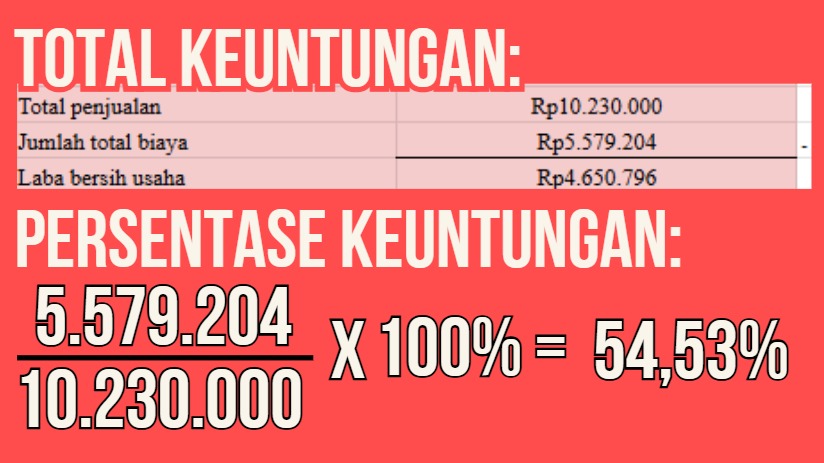 TOTAL KEUNTUNGAN:
Total penjualan Rp10.230.000
Jumlah total biaya Rp5.579.204 -
Laba bersih usaha Rp4.650.796
PERSENTASE KEUNTUNGAN:
5.579.204
10.230.000
X 100% = 54,53%